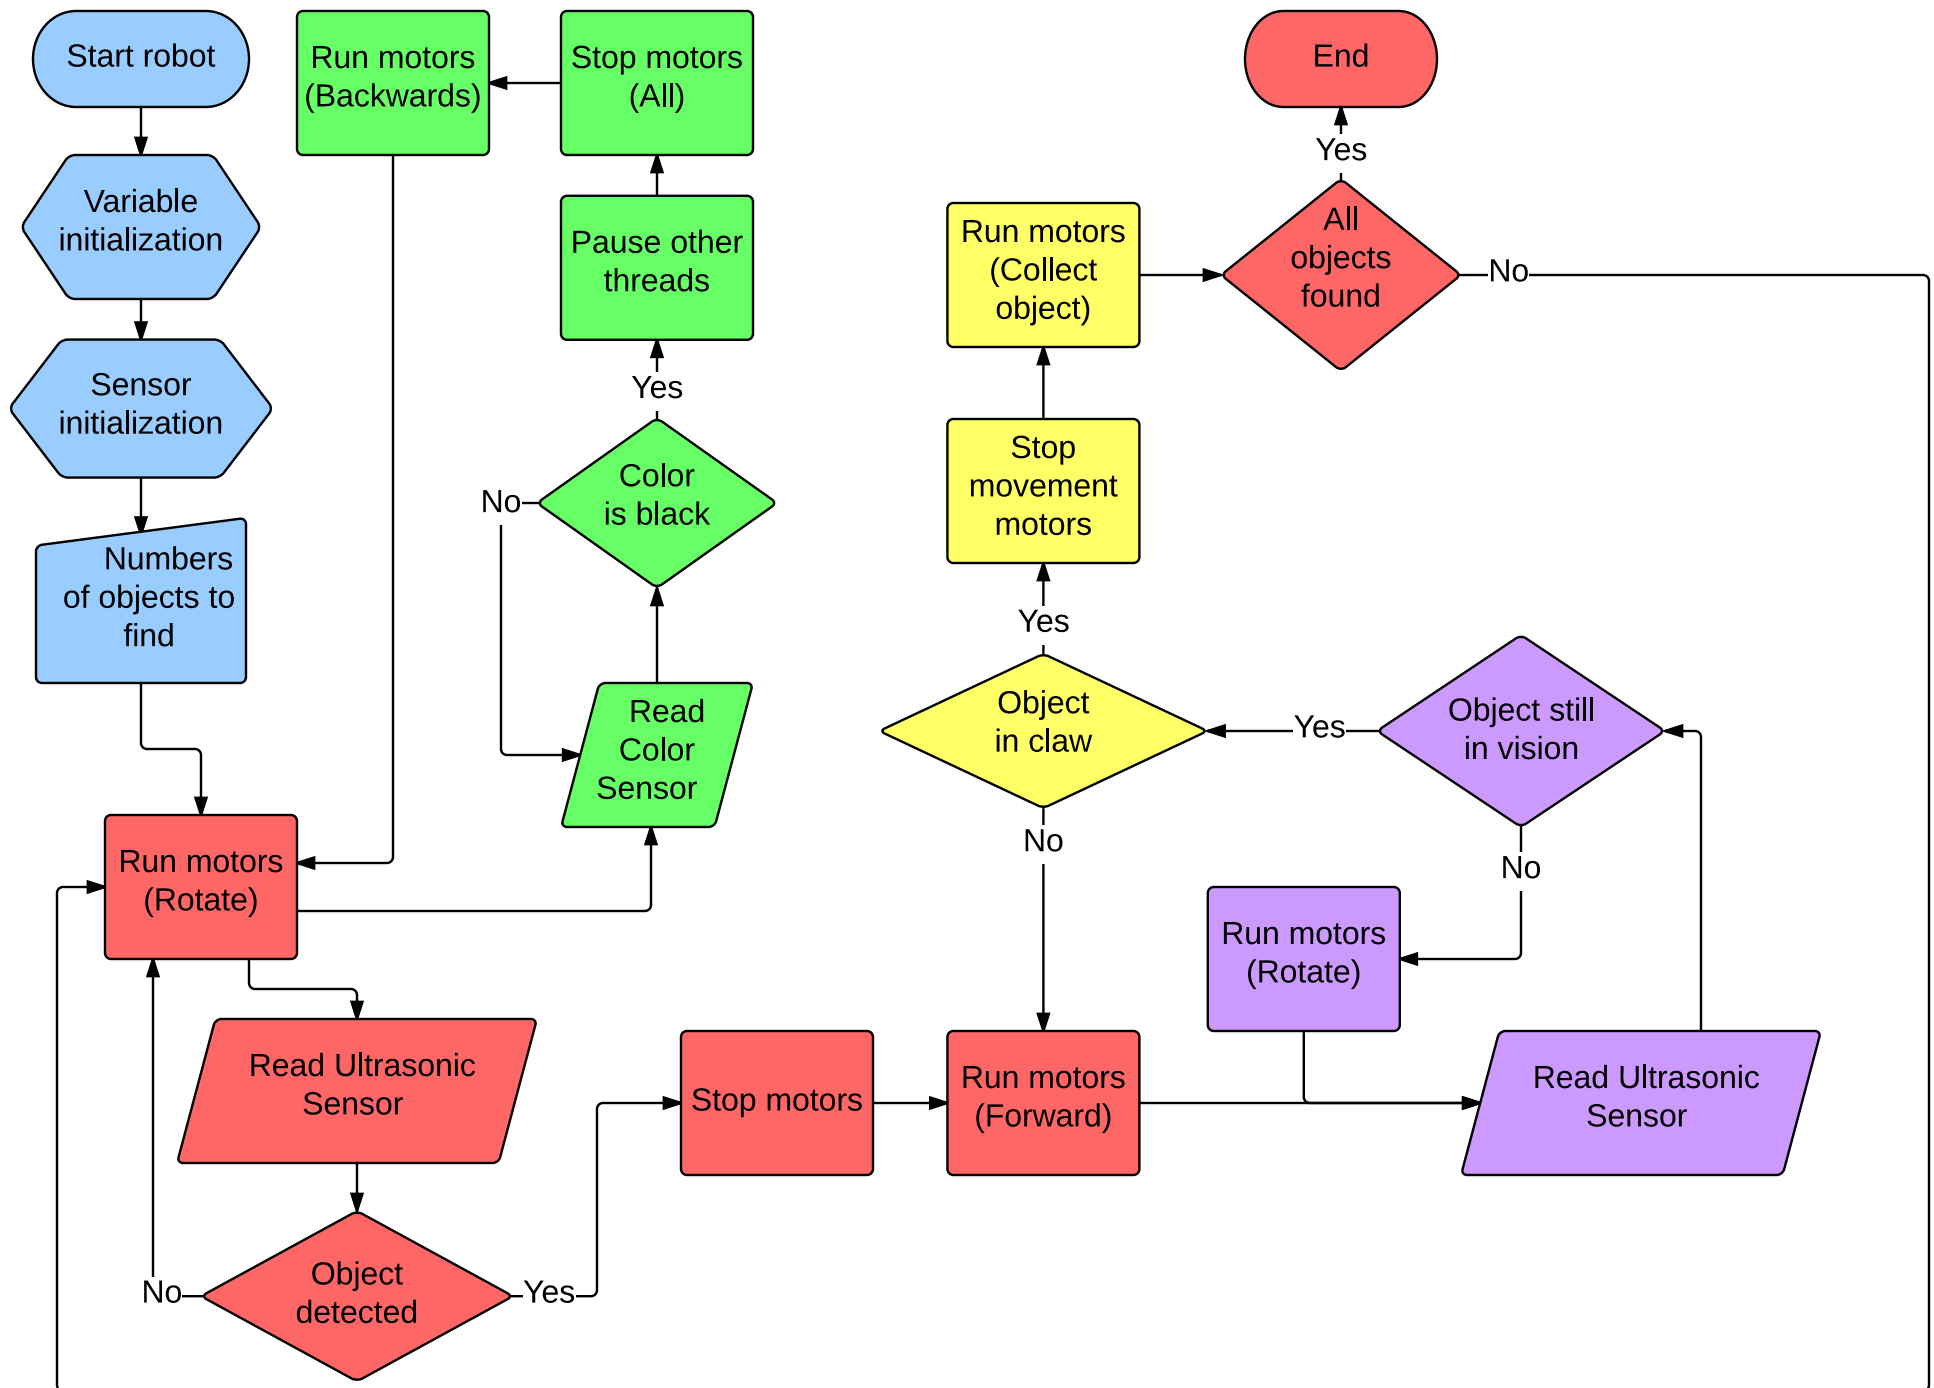 Start robot
Variable
initialization
Sensor
initialization
Numbers
of objects to
find
Run motors
(Rotate)
Read Ultrasonic
Sensor
Object
detected
No
Yes
Run motors
(Backwards)
Stop motors
(All)
Pause other
threads
Yes
Color
is black
No
Read
Color
Sensor
Stop motors
Run motors
(Forward)
End
Yes
All
objects
found
No
Run motors
(Collect
object)
Stop
movement
motors
Yes
Object
in claw
No
Yes
Object still
in vision
No
Run motors
(Rotate)
Read Ultrasonic
Sensor